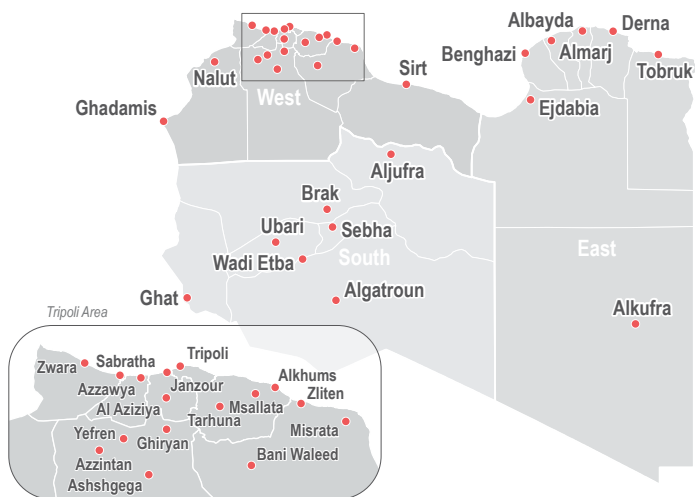 Albayda
Derna
Benghazi
Almarj
Tobruk
Nalut
Sirt
West
Ejdabia
Ghadamis
Aljufra
Brak
Ubari
Sebha
Wadi Etba
South
East
Ghat
Algatroun
Alkufra
Tripoli Area
Tripoli
Zwara
Sabratha
Azzawya
Janzour
Alkhums
Al Aziziya
Msallata
Zliten
Tarhuna
Misrata
Yefren
Ghiryan
Azzintan
Bani Waleed
Ashshgega